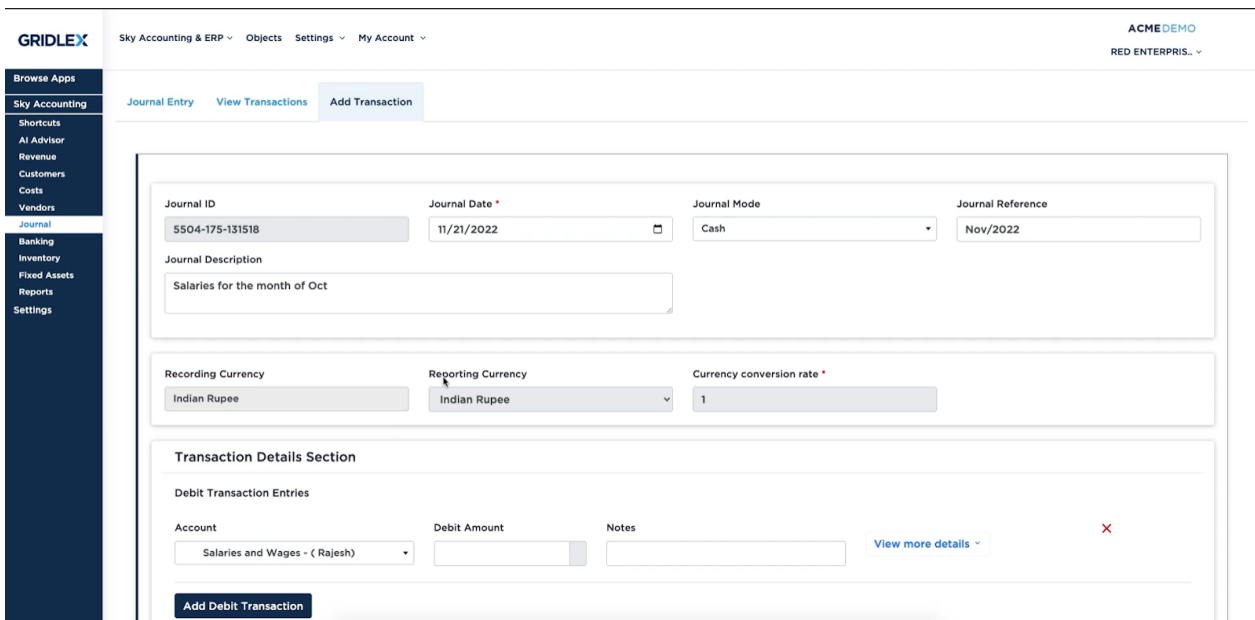 GRIDLEX
Sky Accounting & ERP
Objects
Settings
My Account
ACMEDEMO
RED ENTERPRIS..
Browse Apps
Sky Accounting
Shortcuts
AI Advisor
Revenue
Customers
Costs
Vendors
Journal
Banking
Inventory
Fixed Assets
Reports
Settings
Journal Entry
View Transactions
Add Transaction
Journal ID
5504-175-131518
Journal Date *
11/21/2022
Journal Mode
Cash
Journal Reference
Nov/2022
Journal Description
Salaries for the month of Oct
Recording Currency
Indian Rupee
Reporting Currency
Indian Rupee
Currency conversion rate *
1
Transaction Details Section
Debit Transaction Entries
Account
Salaries and Wages - ( Rajesh)
Debit Amount
Notes
View more details
Add Debit Transaction